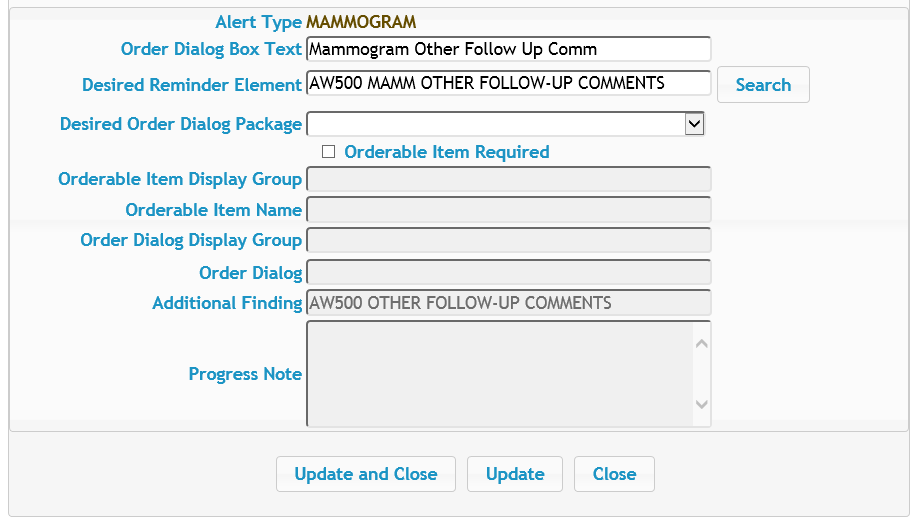 Alert Type MAMMOGRAM
Order Dialog Box Text Mammogram Other Follow Up Comm
Desired Reminder Element AW500 MAMM OTHER FOLLOW-UP COMMENTS Search
Desired Order Dialog Package
Orderable Item Required
Orderable Item Display Group
Orderable Item Name
Order Dialog Display Group
Order Dialog
Additional Finding AW500 OTHER FOLLOW-UP COMMENTS
Progress Note
Update and Close Update Close